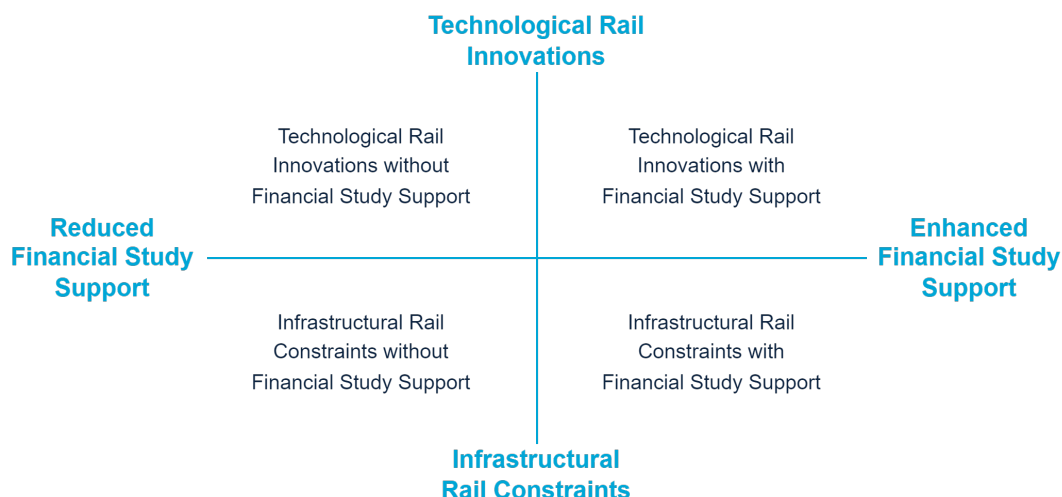 Technological Rail
Innovations
Technological Rail
Innovations without
Financial Study Support
Technological Rail
Innovations with
Financial Study Support
Reduced
Financial Study
Support
Enhanced
Financial Study
Support
Infrastructural Rail
Constraints without
Financial Study Support
Infrastructural Rail
Constraints with
Financial Study Support
Infrastructural
Rail Constraints